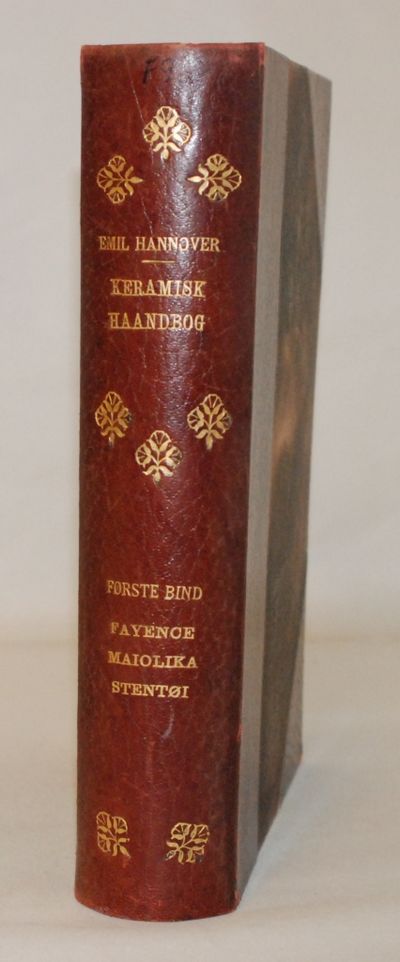 EMIL HANNOVER
KERAMISK
HAANDBOG
FØRSTE BIND
FAYENCE
MAIOLIKA
STENTØI